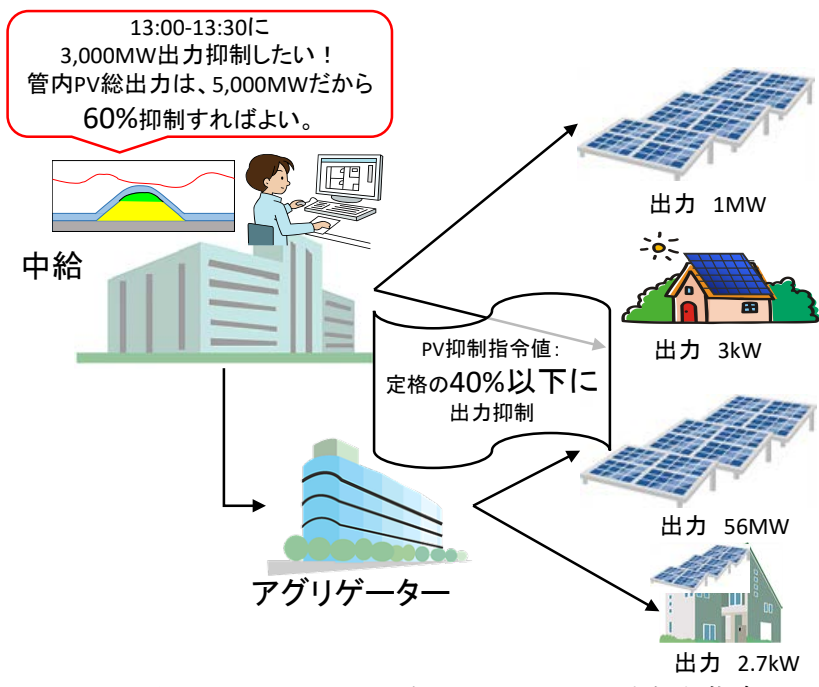 13:00-13:30に
3,000MW出力抑制したい！
管内PV総出力は、5,000MWだから
60%抑制すればよい。
中給
出力 1MW
出力 3kW
PV抑制指令値：
定格の40%以下に
出力抑制
出力 56MW
アグリゲーター
出力 2.7kW